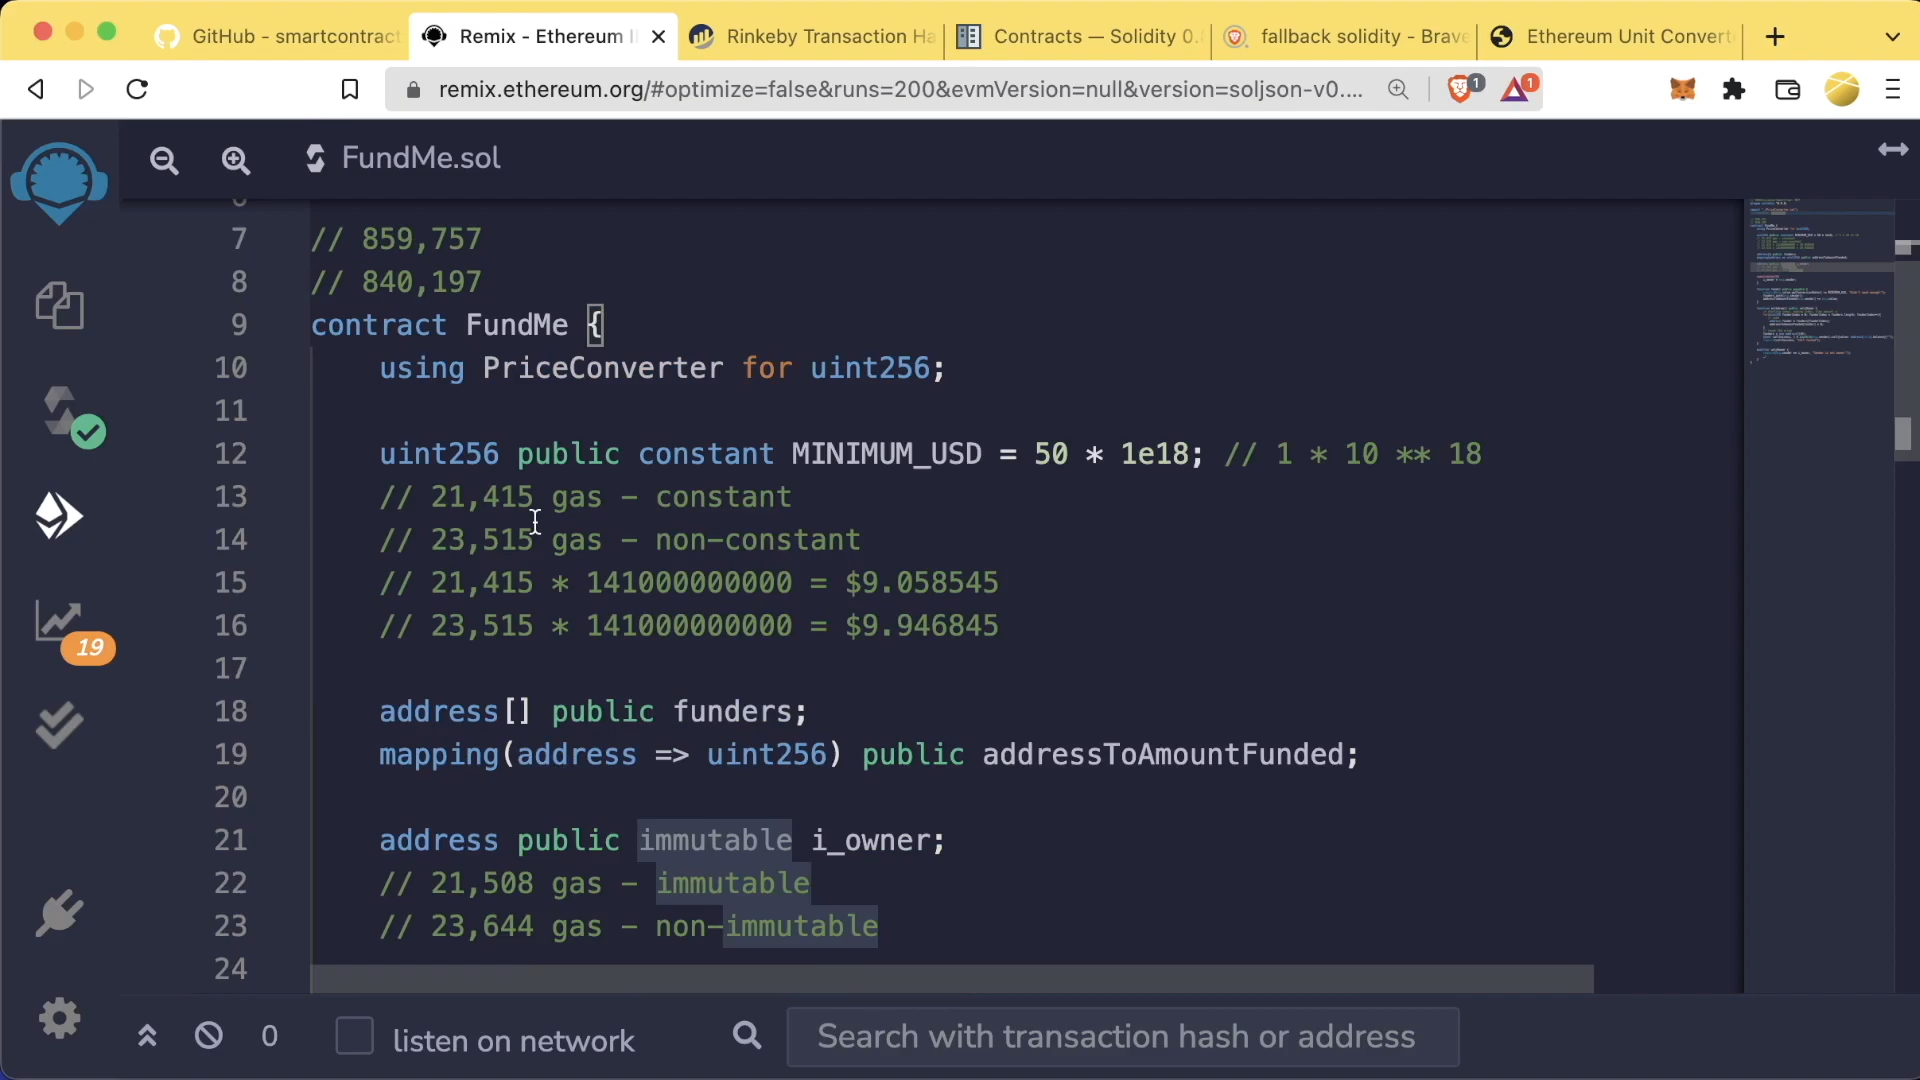 GitHub - smartcontract
Remix - Ethereum I
Rinkeby Transaction Ha
Contracts — Solidity 0.
fallback solidity - Brave
Ethereum Unit Convert
remix.ethereum.org/#optimize=false&runs=200&evmVersion=null&version=soljson-v0....
1
1
FundMe.sol
6
7 // 859,757
8 // 840,197
9 contract FundMe {
10 using PriceConverter for uint256;
11
12 uint256 public constant MINIMUM_USD = 50 * 1e18; // 1 * 10 ** 18
13 // 21,415 gas - constant
14 // 23,515 gas - non-constant
15 // 21,415 * 141000000000 = $9.058545
16 // 23,515 * 141000000000 = $9.946845
17
18 address[] public funders;
19 mapping(address => uint256) public addressToAmountFunded;
20
21 address public immutable i_owner;
22 // 21,508 gas - immutable
23 // 23,644 gas - non-immutable
24
19
0
listen on network
Search with transaction hash or address